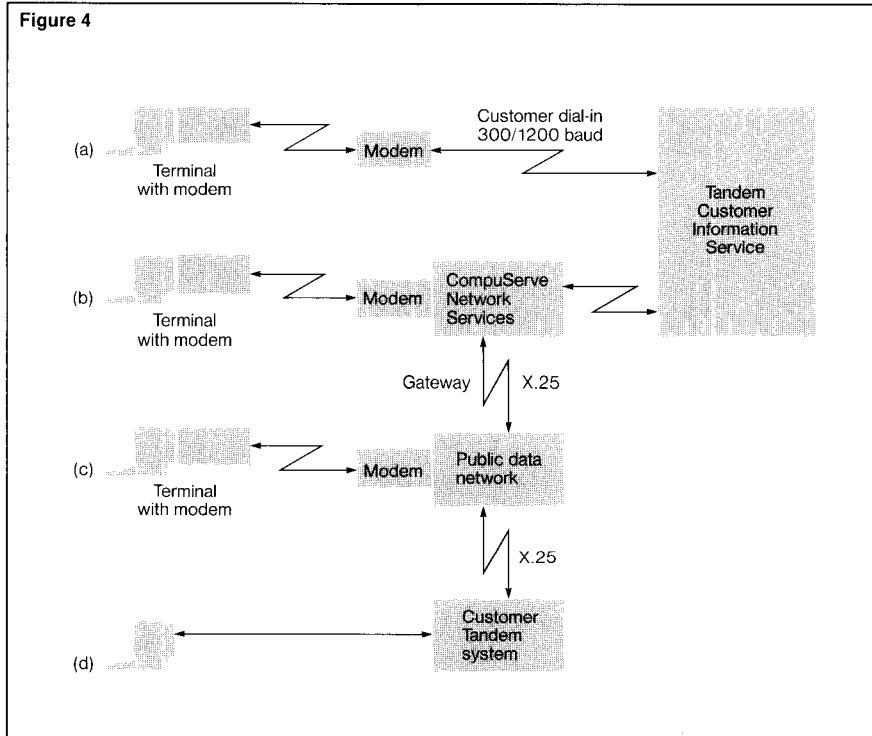 Figure 4
Customer dial-in
300/1200 baud
(a)
Terminal
with modem
Modem
Tandem
Customer
Information
Service
(b)
Terminal
with modem
Modem
CompuServe
Network
Services
Gateway
X.25
(c)
Terminal
with modem
Modem
Public data
network
X.25
(d)
Customer
Tandem
system